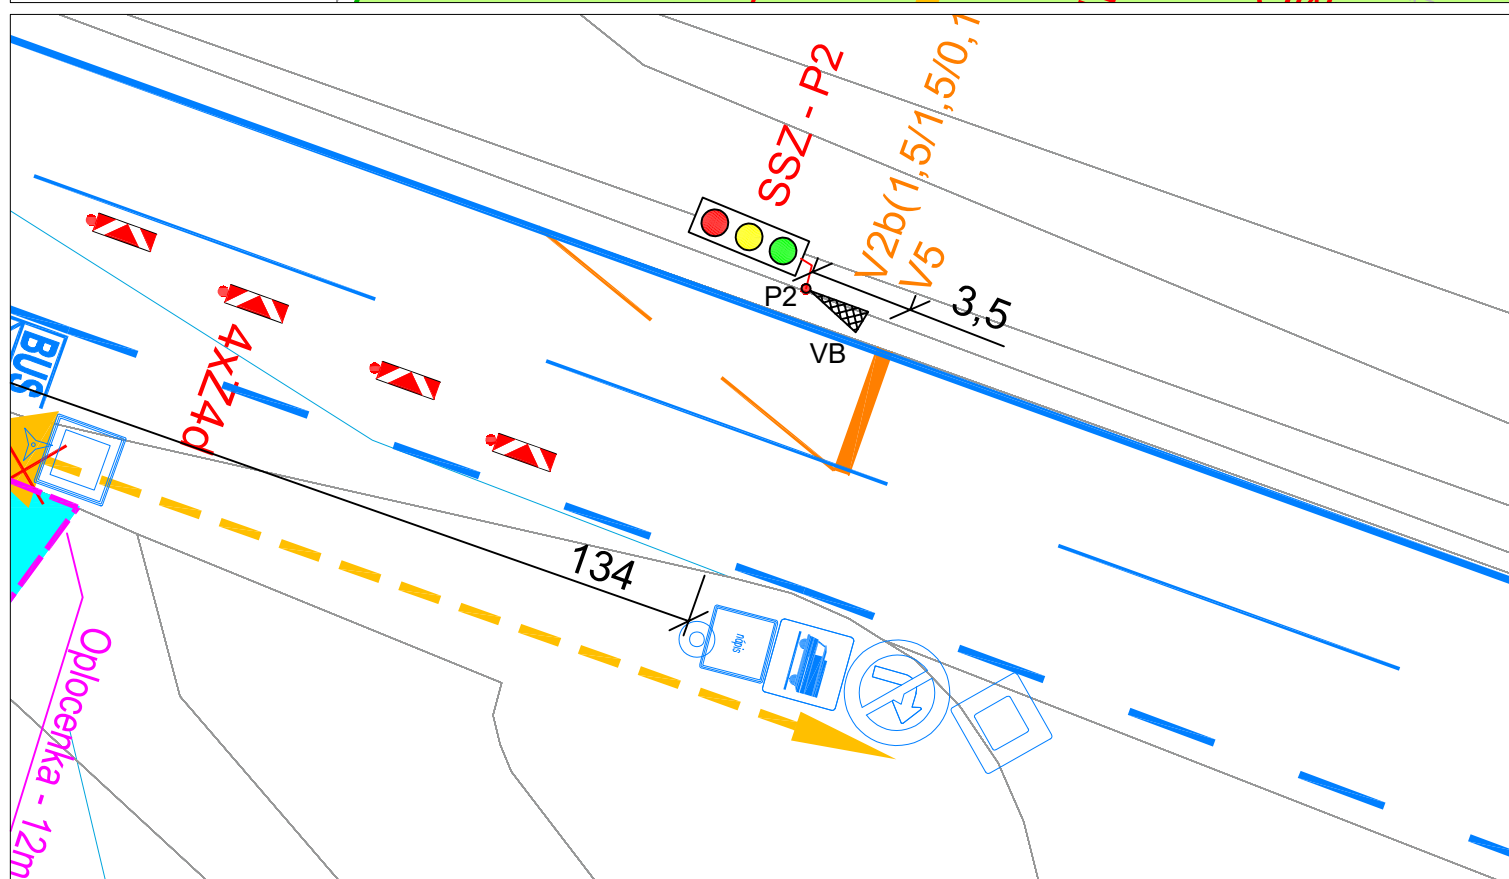 SSZ - P2
V2b(1,5/1,5/0,1
V5
3,5
P2
VB
BUS
4xZ4d
134
nápis
Oplocenka - 12m